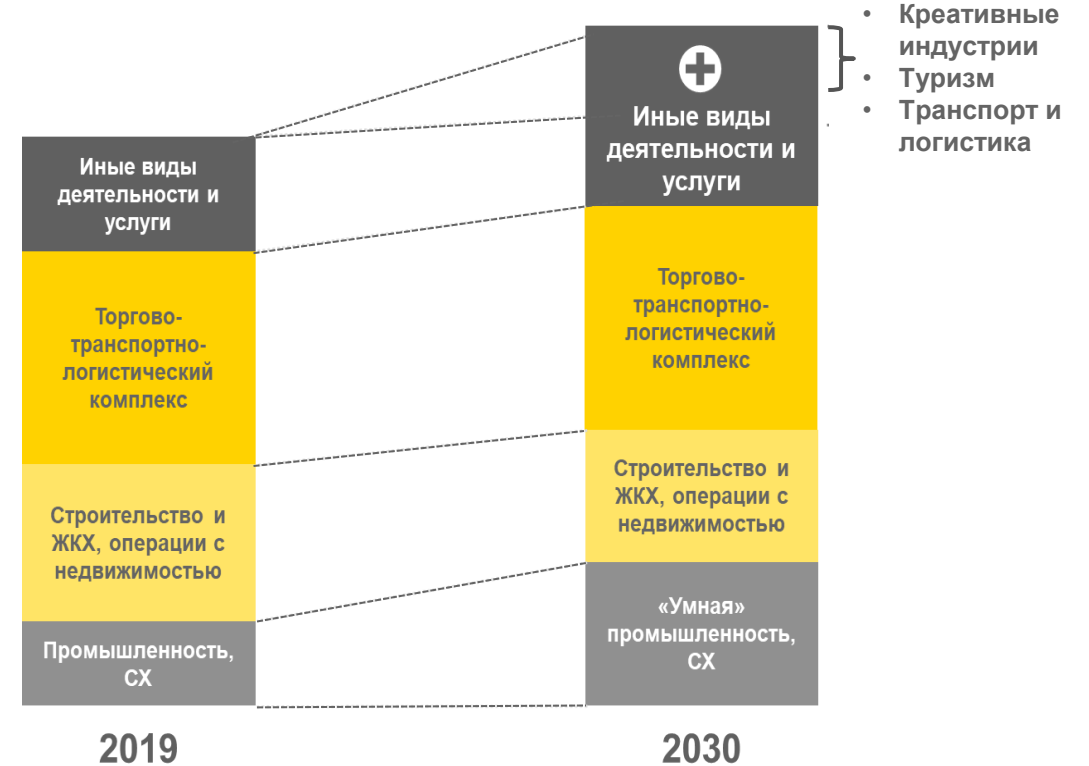 • Креативные
индустрии
• Туризм
• Транспорт и
логистика
Иные виды
деятельности и
услуги
Торгово-
транспортно-
логистический
комплекс
Строительство и
ЖКХ, операции с
недвижимостью
Промышленность,
СХ
2019
Иные виды
деятельности и
услуги
Торгово-
транспортно-
логистический
комплекс
Строительство и
ЖКХ, операции с
недвижимостью
«Умная»
промышленность,
СХ
2030